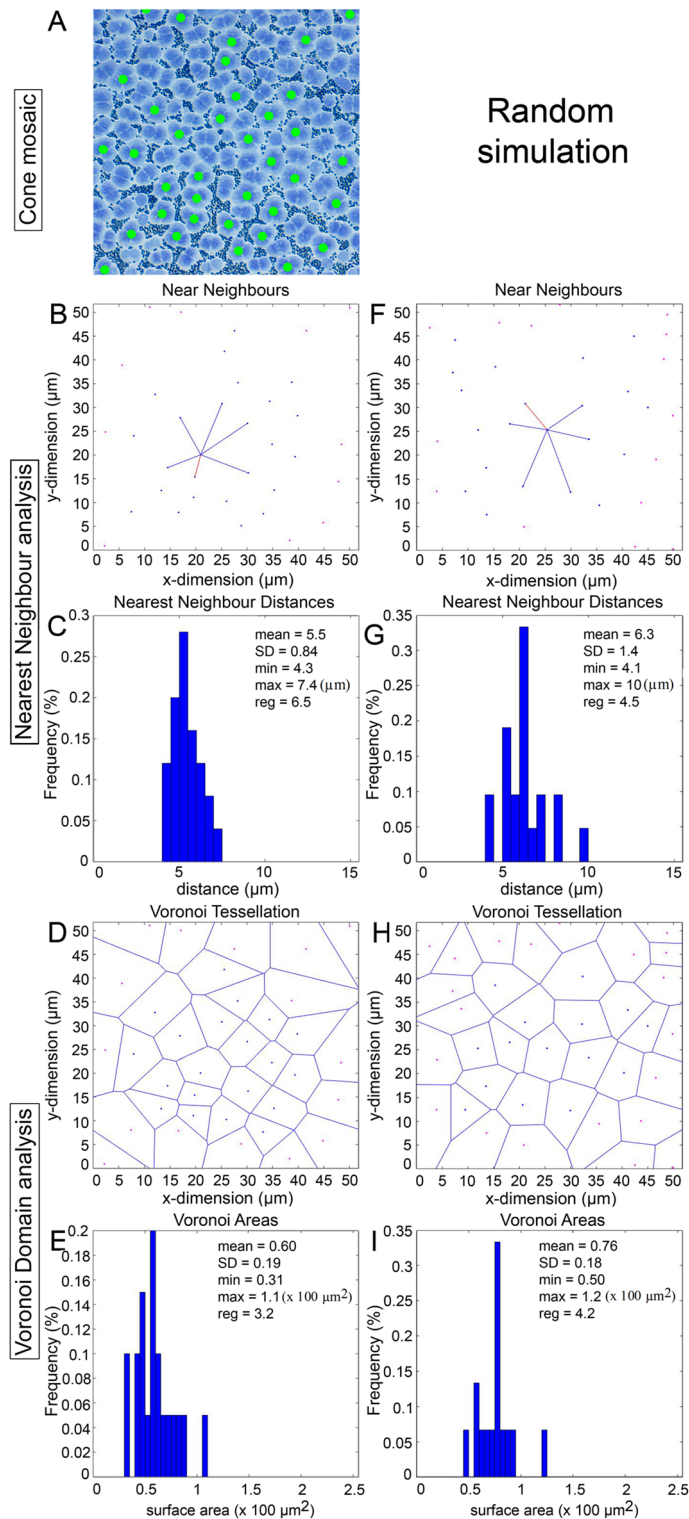 A
Cone mosaic
Random
simulation
Nearest Neighbour analysis
B
Near Neighbours
50
45
40
35
30
25
20
15
10
5
0
y-dimension (µm)
0 5 10 15 20 25 30 35 40 45 50
x-dimension (µm)
F
Near Neighbours
50
45
40
35
30
25
20
15
10
5
0
y-dimension (µm)
0 5 10 15 20 25 30 35 40 45 50
x-dimension (µm)
C
Nearest Neighbour Distances
0.3
0.25
0.2
0.15
0.1
0.05
0
Frequency (%)
mean = 5.5
SD = 0.84
min = 4.3
max = 7.4 (µm)
reg = 6.5
0 5 10 15
distance (µm)
G
Nearest Neighbour Distances
0.35
0.3
0.25
0.2
0.15
0.1
0.05
0
Frequency (%)
mean = 6.3
SD = 1.4
min = 4.1
max = 10 (µm)
reg = 4.5
0 5 10 15
distance (µm)
Voronoi Domain analysis
D
Voronoi Tessellation
50
45
40
35
30
25
20
15
10
5
0
y-dimension (µm)
0 5 10 15 20 25 30 35 40 45 50
x-dimension (µm)
H
Voronoi Tessellation
50
45
40
35
30
25
20
15
10
5
0
y-dimension (µm)
0 5 10 15 20 25 30 35 40 45 50
x-dimension (µm)
E
Voronoi Areas
0.2
0.18
0.16
0.14
0.12
0.1
0.08
0.06
0.04
0.02
0
Frequency (%)
mean = 0.60
SD = 0.19
min = 0.31
max = 1.1 (x 100 µm2)
reg = 3.2
0 0.5 1 1.5 2 2.5
surface area (x 100 µm2)
I
Voronoi Areas
0.35
0.3
0.25
0.2
0.15
0.1
0.05
0
Frequency (%)
mean = 0.76
SD = 0.18
min = 0.50
max = 1.2 (x 100 µm2)
reg = 4.2
0 0.5 1 1.5 2 2.5
surface area (x 100 µm2)